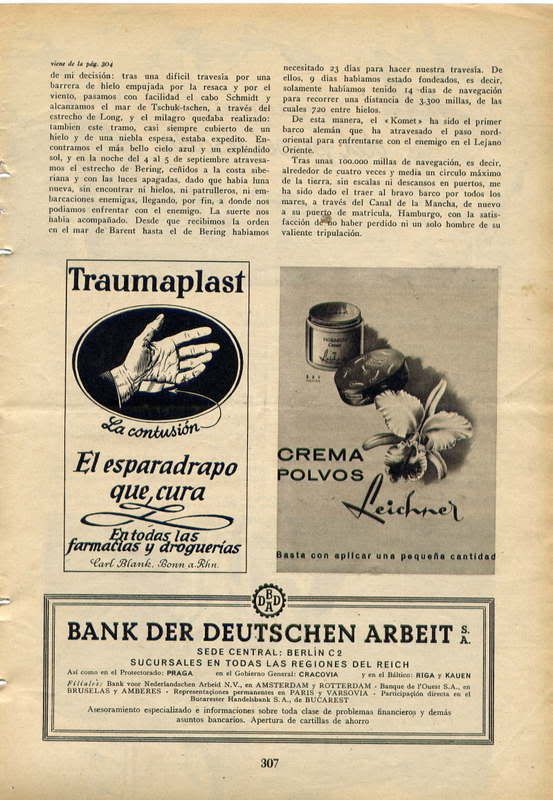 viene de la pág. 304
de mi decisión: tras una difícil travesía por una
barrera de hielo empujada por la resaca y por el
viento, pasamos con facilidad el cabo Schmidt y
alcanzamos el mar de Tschuk-tschen, a través del
estrecho de Long, y el milagro quedaba realizado:
tambien este tramo, casi siempre cubierto de un
hielo y de una niebla espesa, estaba expedito. En-
contramos el más bello cielo azul y un expléndido
sol, y en la noche del 4 al 5 de septiembre atravesa-
mos el estrecho de Bering, ceñidos a la costa sibe-
riana y con las luces apagadas, dado que había luna
nueva, sin encontrar ni hielos, ni patrulleros, ni em-
barcaciones enemigas, llegando, por fin, a donde nos
podiamos enfrentar con el enemigo. La suerte nos
había acompañado. Desde que recibimos la orden
en el mar de Barent hasta el de Bering habíamos
necesitado 23 días para hacer nuestra travesía. De
ellos, 9 dias habíamos estado fondeados, es decir,
solamente habíamos tenido 14 días de navegación
para recorrer una distancia de 3.300 millas, de las
cuales 720 entre hielos.
De esta manera, el «Komet» ha sido el primer
barco alemán que ha atravesado el paso nord-
oriental para enfrentarse con el enemigo en el Lejano
Oriente.
Tras unas 100.000 millas de navegación, es decir,
alrededor de cuatro veces y media un círculo máximo
de la tierra, sin escalas ni descansos en puertos, me
ha sido dado el traer al bravo barco por todos los
mares, a través del Canal de la Mancha, de nuevo
a su puerto de matrícula, Hamburgo, con la satis-
facción de no haber perdido ni un solo hombre de su
valiente tripulación.
Traumaplast
La contusión
El esparadrapo
que cura
En todas las
farmacias y droguerías
Carl Blank, Bonn a. Rhn.
Leichner
CREMA
POLVOS
Leichner
Basta con aplicar una pequeña cantidad
DBAD
BANK DER DEUTSCHEN ARBEIT S.A.
SEDE CENTRAL: BERLÍN C 2
SUCURSALES EN TODAS LAS REGIONES DEL REICH
Así como en el Protectorado: PRAGA en el Gobierno General: CRACOVIA y en el Báltico: RIGA y KAUEN
Filiales: Bank voor Nederlandschen Arbeid N.V., en AMSTERDAM y ROTTERDAM - Banque de l'Ouest S.A., en
BRUSELAS y AMBERES - Representaciones permanentes en PARIS y VARSOVIA - Participación directa en el
Bucarester Handelsbank S.A., de BUCAREST
Asesoramiento especializado e informaciones sobre toda clase de problemas financieros y demás
asuntos bancarios. Apertura de cartillas de ahorro
307